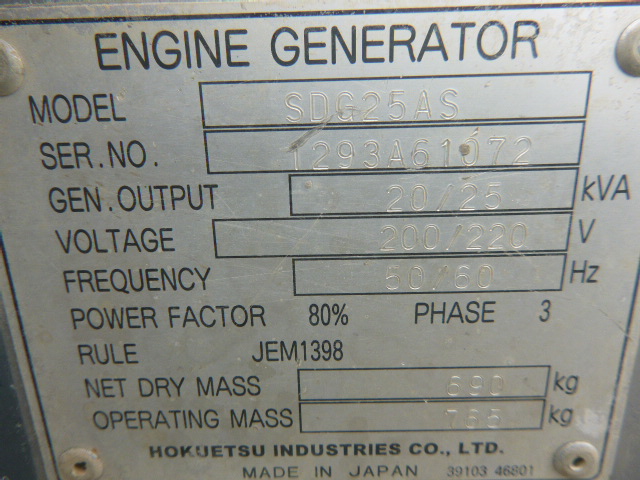 ENGINE GENERATOR
MODEL SDG25AS
SER.NO. 1293A61072
GEN.OUTPUT 20/25 kVA
VOLTAGE 200/220 V
FREQUENCY 50/60 Hz
POWER FACTOR 80% PHASE 3
RULE JEM1398
NET DRY MASS 690 kg
OPERATING MASS 765 kg
HOKUETSU INDUSTRIES CO., LTD.
MADE IN JAPAN 39103 46801